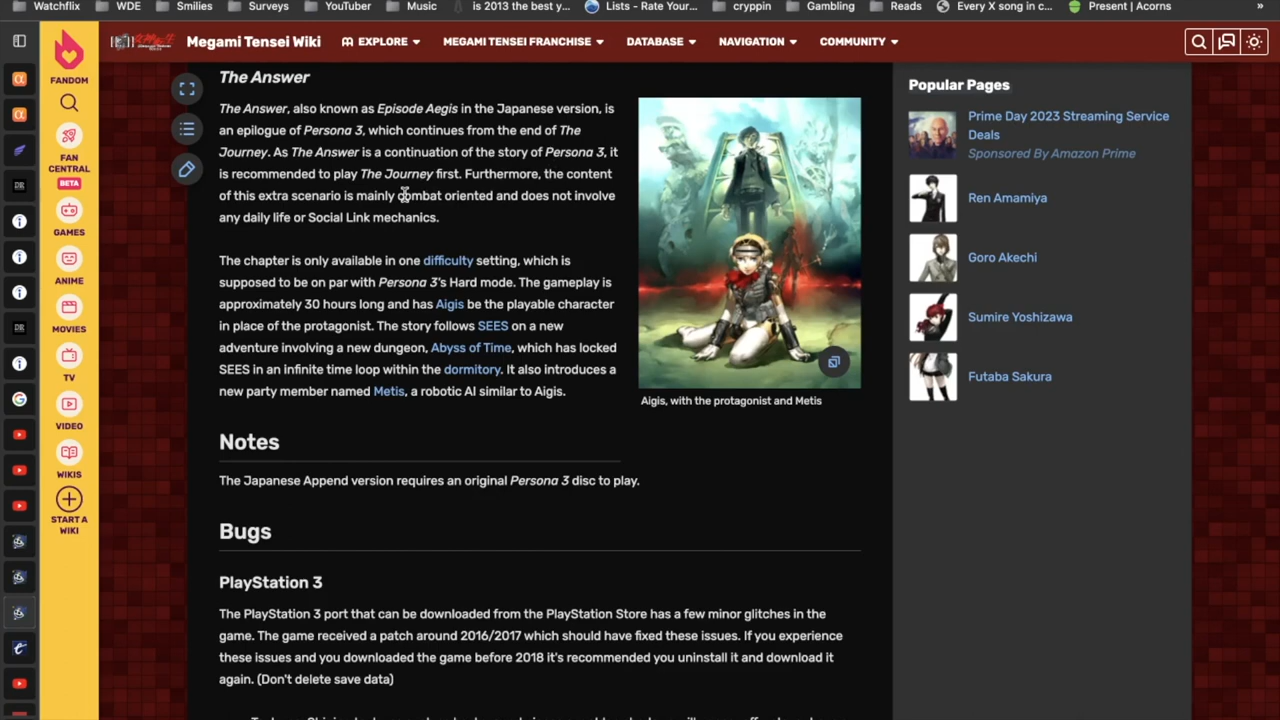 Watchflix
WDE
Smilies
Surveys
YouTuber
Music
is 2013 the best y...
Lists - Rate Your...
cryppin
Gambling
Reads
Every X song in c...
Present | Acorns
»
FANDOM
FAN CENTRAL
BETA
GAMES
ANIME
MOVIES
TV
VIDEO
WIKIS
START A WIKI
Megami Tensei Wiki
EXPLORE
MEGAMI TENSEI FRANCHISE
DATABASE
NAVIGATION
COMMUNITY
The Answer
The Answer, also known as Episode Aegis in the Japanese version, is
an epilogue of Persona 3, which continues from the end of The
Journey. As The Answer is a continuation of the story of Persona 3, it
is recommended to play The Journey first. Furthermore, the content
of this extra scenario is mainly combat oriented and does not involve
any daily life or Social Link mechanics.
The chapter is only available in one difficulty setting, which is
supposed to be on par with Persona 3's Hard mode. The gameplay is
approximately 30 hours long and has Aigis be the playable character
in place of the protagonist. The story follows SEES on a new
adventure involving a new dungeon, Abyss of Time, which has locked
SEES in an infinite time loop within the dormitory. It also introduces a
new party member named Metis, a robotic AI similar to Aigis.
Aigis, with the protagonist and Metis
Notes
The Japanese Append version requires an original Persona 3 disc to play.
Bugs
PlayStation 3
The PlayStation 3 port that can be downloaded from the PlayStation Store has a few minor glitches in the
game. The game received a patch around 2016/2017 which should have fixed these issues. If you experience
these issues and you downloaded the game before 2018 it's recommended you uninstall it and download it
again. (Don't delete save data)
Popular Pages
Prime Day 2023 Streaming Service
Deals
Sponsored By Amazon Prime
Ren Amamiya
Goro Akechi
Sumire Yoshizawa
Futaba Sakura